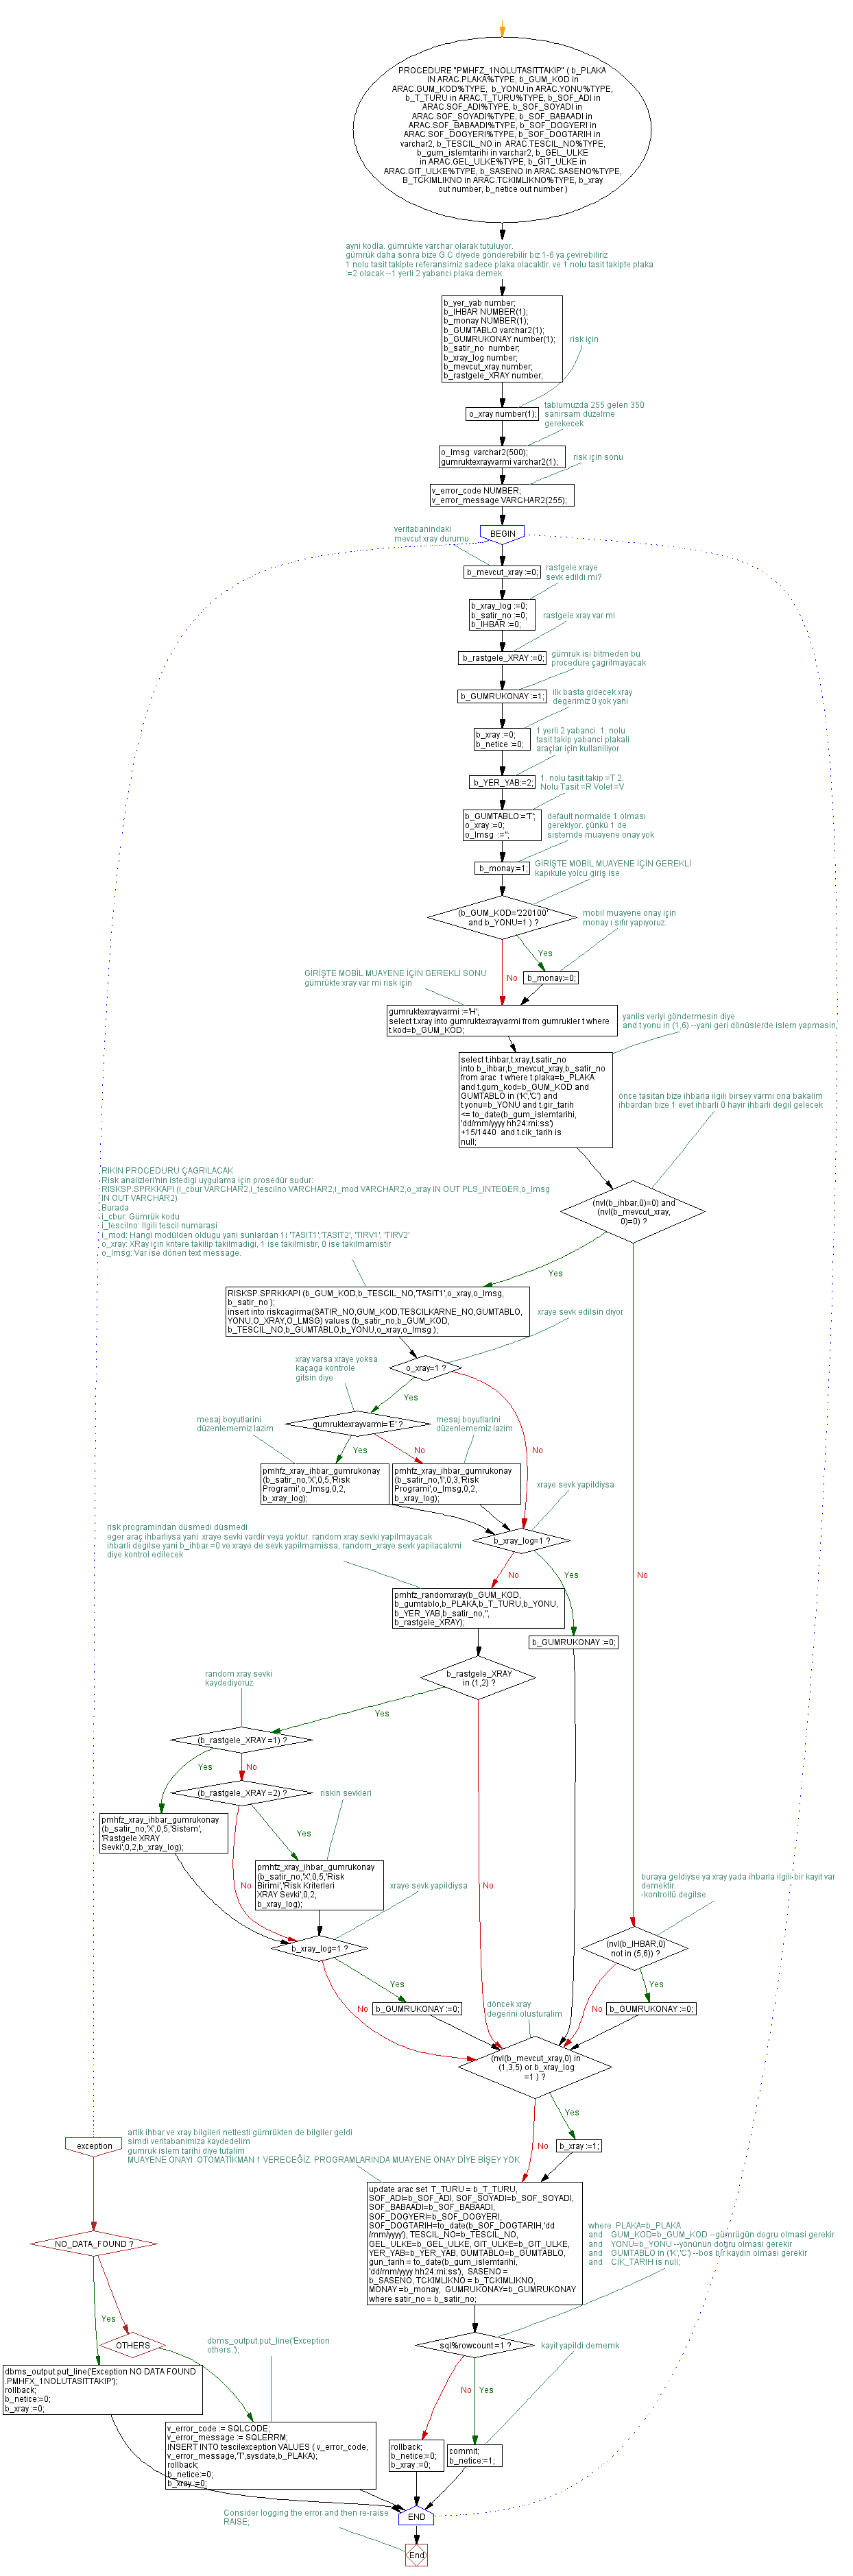 PROCEDURE "PMHFZ_1NOLUTASITTAKIP" ( b_PLAKA
IN ARAC.PLAKA%TYPE, b_GUM_KOD in
ARAC.GUM_KOD%TYPE,  b_YONU in ARAC.YONU%TYPE,
b_T_TURU in ARAC.T_TURU%TYPE, b_SOF_ADI in
ARAC.SOF_ADI%TYPE, b_SOF_SOYADI in
ARAC.SOF_SOYADI%TYPE, b_SOF_BABAADI in
ARAC.SOF_BABAADI%TYPE, b_SOF_DOGYERI in
ARAC.SOF_DOGYERI%TYPE, b_SOF_DOGTARIH in
varchar2, b_TESCIL_NO in  ARAC.TESCIL_NO%TYPE,
b_gum_islemtarihi in varchar2, b_GEL_ULKE
in ARAC.GEL_ULKE%TYPE, b_GIT_ULKE in
ARAC.GIT_ULKE%TYPE, b_SASENO in ARAC.SASENO%TYPE,
B_TCKIMLIKNO in ARAC.TCKIMLIKNO%TYPE, b_xray
out number, b_netice out number )
ayni kodla. gümrükte varchar olarak tutuluyor.
gümrük daha sonra bize G C diyede gönderebilir biz 1-6 ya çevirebiliriz
1 nolu tasit takipte referansimiz sadece plaka olacaktir. ve 1 nolu tasit takipte plaka
:=2 olacak --1 yerli 2 yabanci plaka demek
b_yer_yab number;
b_IHBAR NUMBER(1);
b_monay NUMBER(1);
b_GUMTABLO varchar2(1);
b_GUMRUKONAY number(1);
b_satir_no  number;
b_xray_log number;
b_mevcut_xray number;
b_rastgele_XRAY number;
risk için
o_xray number(1);
tablumuzda 255 gelen 350
sanirsam düzelme
gerekecek
o_lmsg  varchar2(500);
gumruktexrayvarmi varchar2(1);
risk için sonu
v_error_code NUMBER;
v_error_message VARCHAR2(255);
BEGIN
veritabanindaki
mevcut xray durumu
b_mevcut_xray :=0;
rastgele xraye
sevk edildi mi?
b_xray_log :=0;
b_satir_no :=0;
b_IHBAR :=0;
rastgele xray var mi
b_rastgele_XRAY :=0;
gümrük isi bitmeden bu
procedure çagrilmayacak
b_GUMRUKONAY :=1;
ilk basta gidecek xray
degerimiz 0 yok yani
b_xray :=0;
b_netice :=0;
1 yerli 2 yabanci. 1. nolu
tasit takip yabanci plakali
araçlar için kullaniliyor
b_YER_YAB:=2;
1. nolu tasit takip =T 2.
Nolu Tasit =R Volet =V
b_GUMTABLO:='T';
o_xray :=0;
o_lmsg  :='';
default normalde 1 olması
gerekiyor. çünkü 1 de
sistemde muayene onay yok
b_monay:=1;
GİRİŞTE MOBİL MUAYENE İÇİN GEREKLİ
kapıkule yolcu giriş ise
(b_GUM_KOD='220100'
and b_YONU=1 ) ?
mobil muayene onay için
monay ı sıfır yapıyoruz.
Yes
No
b_monay:=0;
GİRİŞTE MOBİL MUAYENE İÇİN GEREKLİ SONU
gümrükte xray var mi risk için
gumruktexrayvarmi :='H';
select t.xray into gumruktexrayvarmi from gumrukler t where
t.kod=b_GUM_KOD;
yanlis veriyi göndermesin diye
and t.yonu in (1,6) --yani geri dönüslerde islem yapmasin,
select t.ihbar,t.xray,t.satir_no
into b_ihbar,b_mevcut_xray,b_satir_no
from arac  t where t.plaka=b_PLAKA
and t.gum_kod=b_GUM_KOD and
GUMTABLO in ('K','C') and
t.yonu=b_YONU and t.gir_tarih
<= to_date(b_gum_islemtarihi,
'dd/mm/yyyy hh24:mi:ss')
+15/1440  and t.cik_tarih is
null;
önce tasitan bize ihbarla ilgili birsey varmi ona bakalim
ihbardan bize 1 evet ihbarli 0 hayir ihbarli degil gelecek
(nvl(b_ihbar,0)=0) and
(nvl(b_mevcut_xray,
0)=0) ?
RIKIN PROCEDURU ÇAGRILACAK
Risk analizleri'nin istedigi uygulama için prosedür sudur:
RISKSP.SPRKKAPI (i_cbur VARCHAR2,i_tescilno VARCHAR2,i_mod VARCHAR2,o_xray IN OUT PLS_INTEGER,o_lmsg
IN OUT VARCHAR2)
Burada
i_cbur: Gümrük kodu
i_tescilno: Ilgili tescil numarasi
i_mod: Hangi modülden oldugu yani sunlardan 1i 'TASIT1','TASIT2', 'TIRV1', 'TIRV2'
o_xray: XRay için kritere takilip takilmadigi, 1 ise takilmistir, 0 ise takilmamistir
o_lmsg: Var ise dönen text message.
Yes
RISKSP.SPRKKAPI (b_GUM_KOD,b_TESCIL_NO,'TASIT1',o_xray,o_lmsg,
b_satir_no );
insert into riskcagirma(SATIR_NO,GUM_KOD,TESCILKARNE_NO,GUMTABLO,
YONU,O_XRAY,O_LMSG) values (b_satir_no,b_GUM_KOD,
b_TESCIL_NO,b_GUMTABLO,b_YONU,o_xray,o_lmsg );
xraye sevk edilsin diyor
o_xray=1 ?
xray varsa xraye yoksa
kaçaga kontrole
gitsin diye
Yes
gumruktexrayvarmi='E' ?
mesaj boyutlarini
düzenlememiz lazim
mesaj boyutlarini
düzenlememiz lazim
Yes
No
No
pmhfz_xray_ihbar_gumrukonay
(b_satir_no,'X',0,5,'Risk
Programi',o_lmsg,0,2,
b_xray_log);
pmhfz_xray_ihbar_gumrukonay
(b_satir_no,'I',0,3,'Risk
Programi',o_lmsg,0,2,
b_xray_log);
xraye sevk yapildiysa
risk programindan düsmedi düsmedi
eger araç ihbarliysa yani  xraye sevki vardir veya yoktur. random xray sevki yapilmayacak
ihbarli degilse yani b_ihbar =0 ve xraye de sevk yapilmamissa, random_xraye sevk yapilacakmi
diye kontrol edilecek
b_xray_log=1 ?
No
Yes
No
pmhfz_randomxray(b_GUM_KOD,
b_gumtablo,b_PLAKA,b_T_TURU,b_YONU,
b_YER_YAB,b_satir_no,'',
b_rastgele_XRAY);
b_GUMRUKONAY :=0;
b_rastgele_XRAY
in (1,2) ?
random xray sevki
kaydediyoruz
Yes
(b_rastgele_XRAY =1) ?
Yes
No
(b_rastgele_XRAY =2) ?
riskin sevkleri
pmhfz_xray_ihbar_gumrukonay
(b_satir_no,'X',0,5,'Sistem',
'Rastgele XRAY
Sevki',0,2,b_xray_log);
Yes
pmhfz_xray_ihbar_gumrukonay
(b_satir_no,'X',0,5,'Risk
Birimi','Risk Kriterleri
XRAY Sevki',0,2,
b_xray_log);
No
No
xraye sevk yapildiysa
buraya geldiyse ya xray yada ihbarla ilgili bir kayit var
demektir.
-kontrollü degilse
b_xray_log=1 ?
(nvl(b_IHBAR,0)
not in (5,6)) ?
Yes
Yes
No
No
b_GUMRUKONAY :=0;
b_GUMRUKONAY :=0;
döncek xray
degerini olusturalim
(nvl(b_mevcut_xray,0) in
(1,3,5) or b_xray_log
=1 ) ?
Yes
No
b_xray :=1;
exception
artik ihbar ve xray bilgileri netlesti gümrükten de bilgiler geldi
simdi veritabanimiza kaydedelim
gumruk islem tarihi diye tutalim
MUAYENE ONAYI  OTOMATİKMAN 1 VERECEĞİZ. PROGRAMLARINDA MUAYENE ONAY DİYE BİŞEY YOK
update arac set  T_TURU = b_T_TURU,
SOF_ADI=b_SOF_ADI, SOF_SOYADI=b_SOF_SOYADI,
SOF_BABAADI=b_SOF_BABAADI,
SOF_DOGYERI=b_SOF_DOGYERI,
SOF_DOGTARIH=to_date(b_SOF_DOGTARIH,'dd
/mm/yyyy'), TESCIL_NO=b_TESCIL_NO,
GEL_ULKE=b_GEL_ULKE, GIT_ULKE=b_GIT_ULKE,
YER_YAB=b_YER_YAB, GUMTABLO=b_GUMTABLO,
gun_tarih = to_date(b_gum_islemtarihi,
'dd/mm/yyyy hh24:mi:ss'),  SASENO =
b_SASENO, TCKIMLIKNO = b_TCKIMLIKNO,
MONAY =b_monay,  GUMRUKONAY=b_GUMRUKONAY
where satir_no = b_satir_no;
where  PLAKA=b_PLAKA
and    GUM_KOD=b_GUM_KOD --gümrügün dogru olmasi gerekir
and    YONU=b_YONU --yönünün dogru olmasi gerekir
and    GUMTABLO in ('K','C') --bos bir kaydin olmasi gerekir
and    CIK_TARIH is null;
NO_DATA_FOUND ?
Yes
OTHERS
dbms_output.put_line('Exception
others.');
sql%rowcount =1 ?
kayit yapildi dememk
dbms_output.put_line('Exception NO DATA FOUND
.PMHFX_1NOLUTASITTAKIP');
rollback;
b_netice:=0;
b_xray :=0;
No
Yes
v_error_code := SQLCODE;
v_error_message := SQLERRM;
INSERT INTO tescilexception VALUES ( v_error_code,
v_error_message,'T',sysdate,b_PLAKA);
rollback;
b_netice:=0;
b_xray :=0;
rollback;
b_netice:=0;
b_xray :=0;
commit;
b_netice:=1;
Consider logging the error and then re-raise
RAISE;
END
End